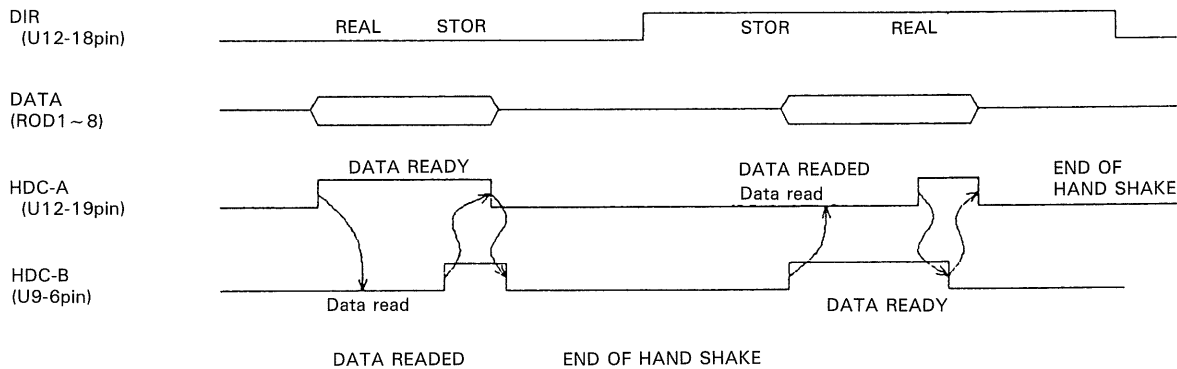 DIR
(U12-18pin)
REAL STOR STOR REAL
DATA
(ROD1~8)
DATA READY
DATA READED
Data read
END OF
HAND SHAKE
HDC-A
(U12-19pin)
HDC-B
(U9-6pin)
Data read
DATA READY
DATA READED END OF HAND SHAKE